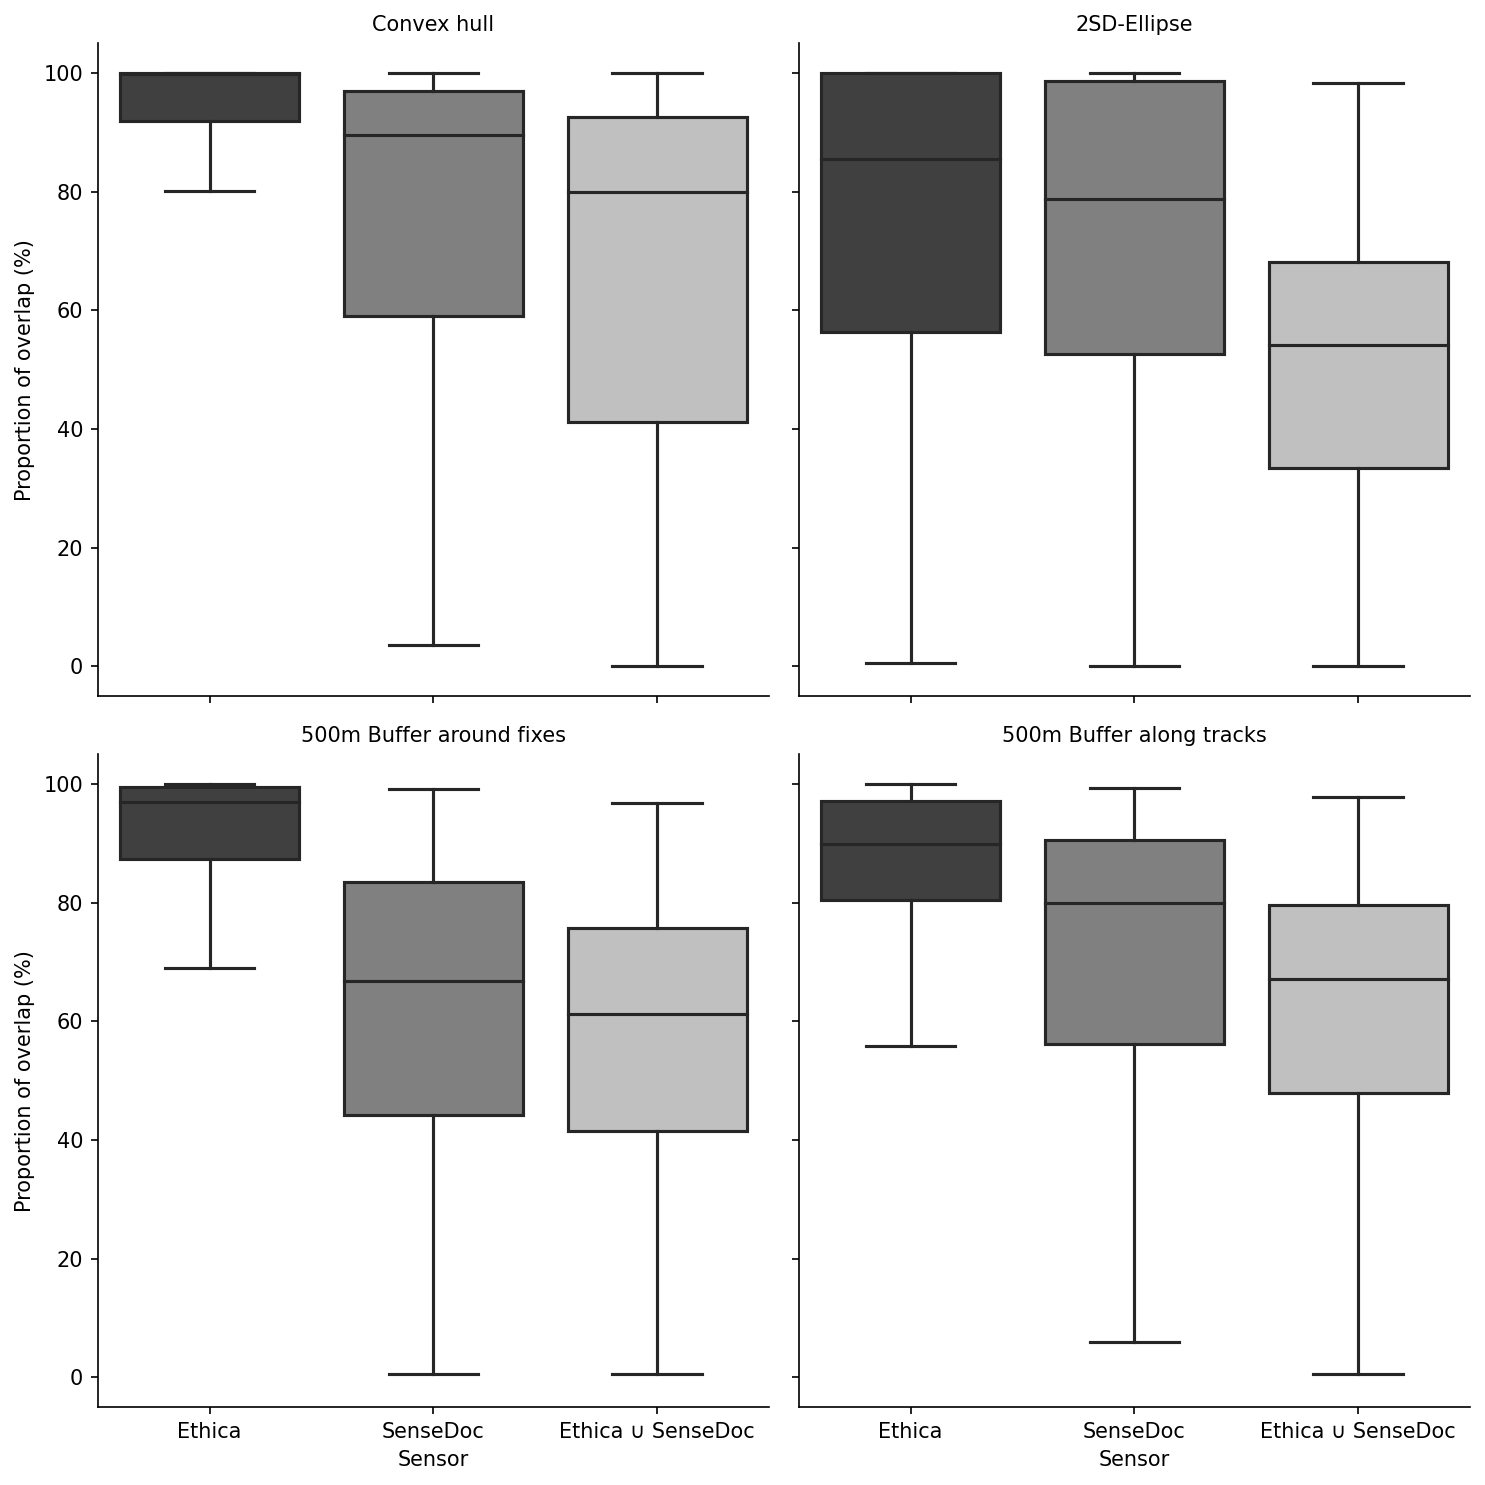 Convex hull
2SD-Ellipse
Proportion of overlap (%)
100
80
60
40
20
0
500m Buffer around fixes
500m Buffer along tracks
Proportion of overlap (%)
100
80
60
40
20
0
Ethica
SenseDoc
Ethica ∪ SenseDoc
Sensor
Ethica
SenseDoc
Ethica ∪ SenseDoc
Sensor